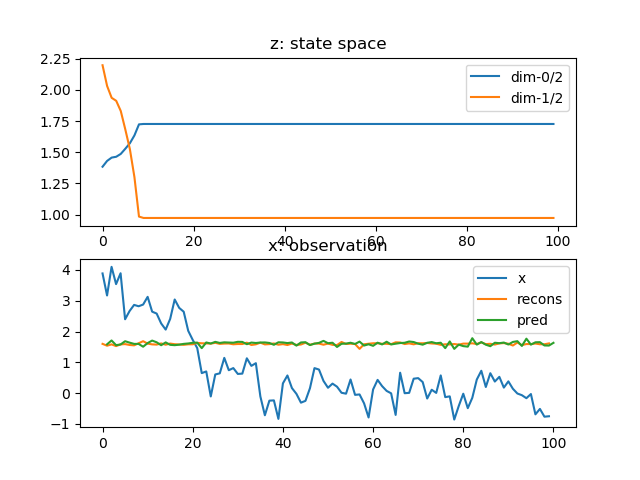 z: state space
2.25
2.00
1.75
1.50
1.25
1.00
dim-0/2
dim-1/2
0 20 40 60 80 100
x: observation
4
3
2
1
0
−1
x
recons
pred
0 20 40 60 80 100